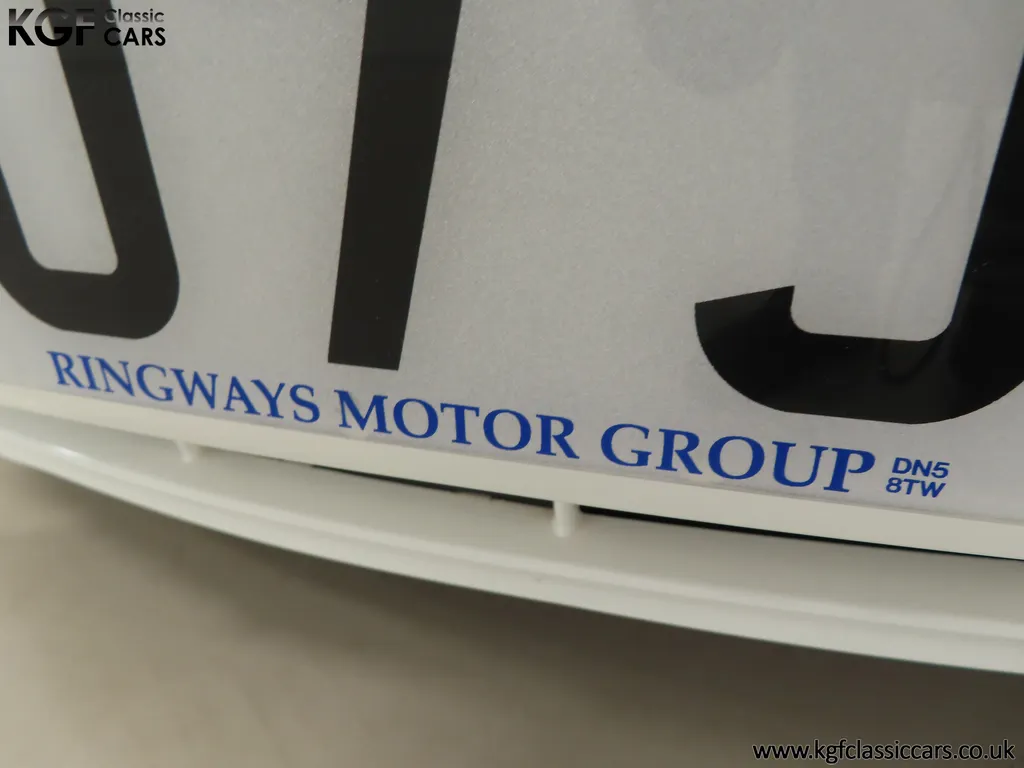 KGF Classic CARS
RINGWAYS MOTOR GROUP DN5 8TW
www.kgfclassiccars.co.uk